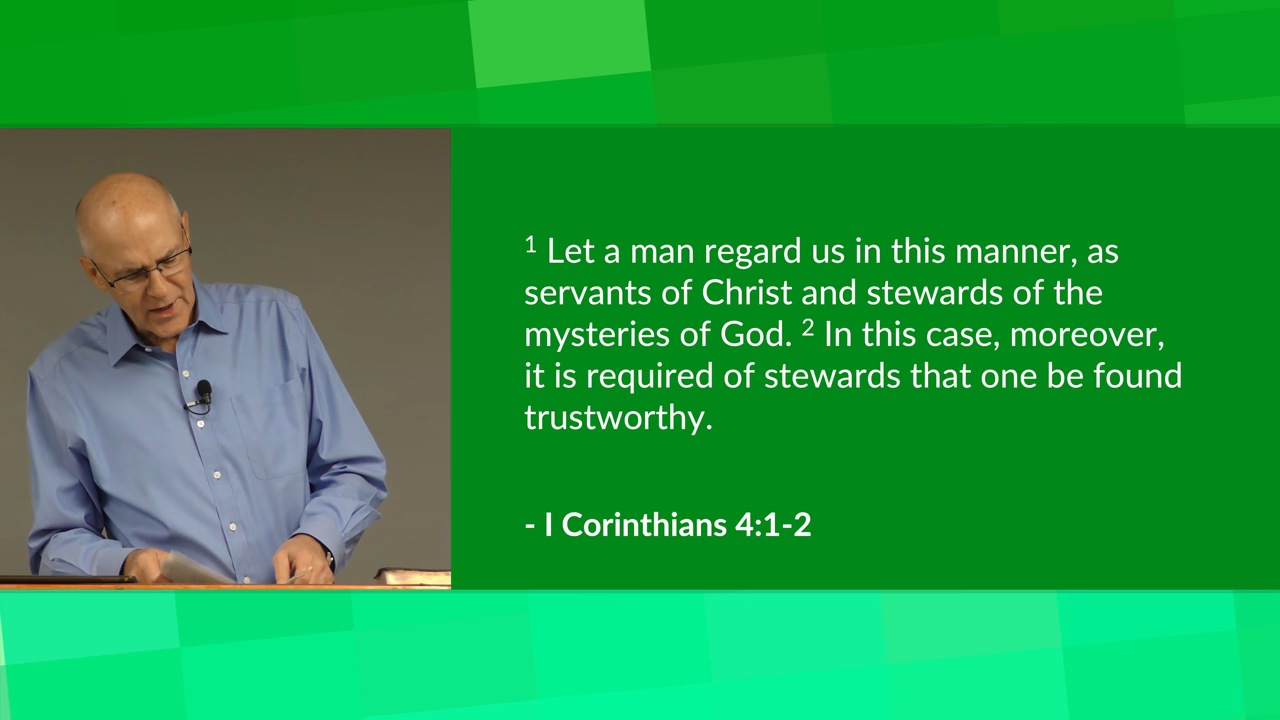 1 Let a man regard us in this manner, as
servants of Christ and stewards of the
mysteries of God. 2 In this case, moreover,
it is required of stewards that one be found
trustworthy.
- I Corinthians 4:1-2